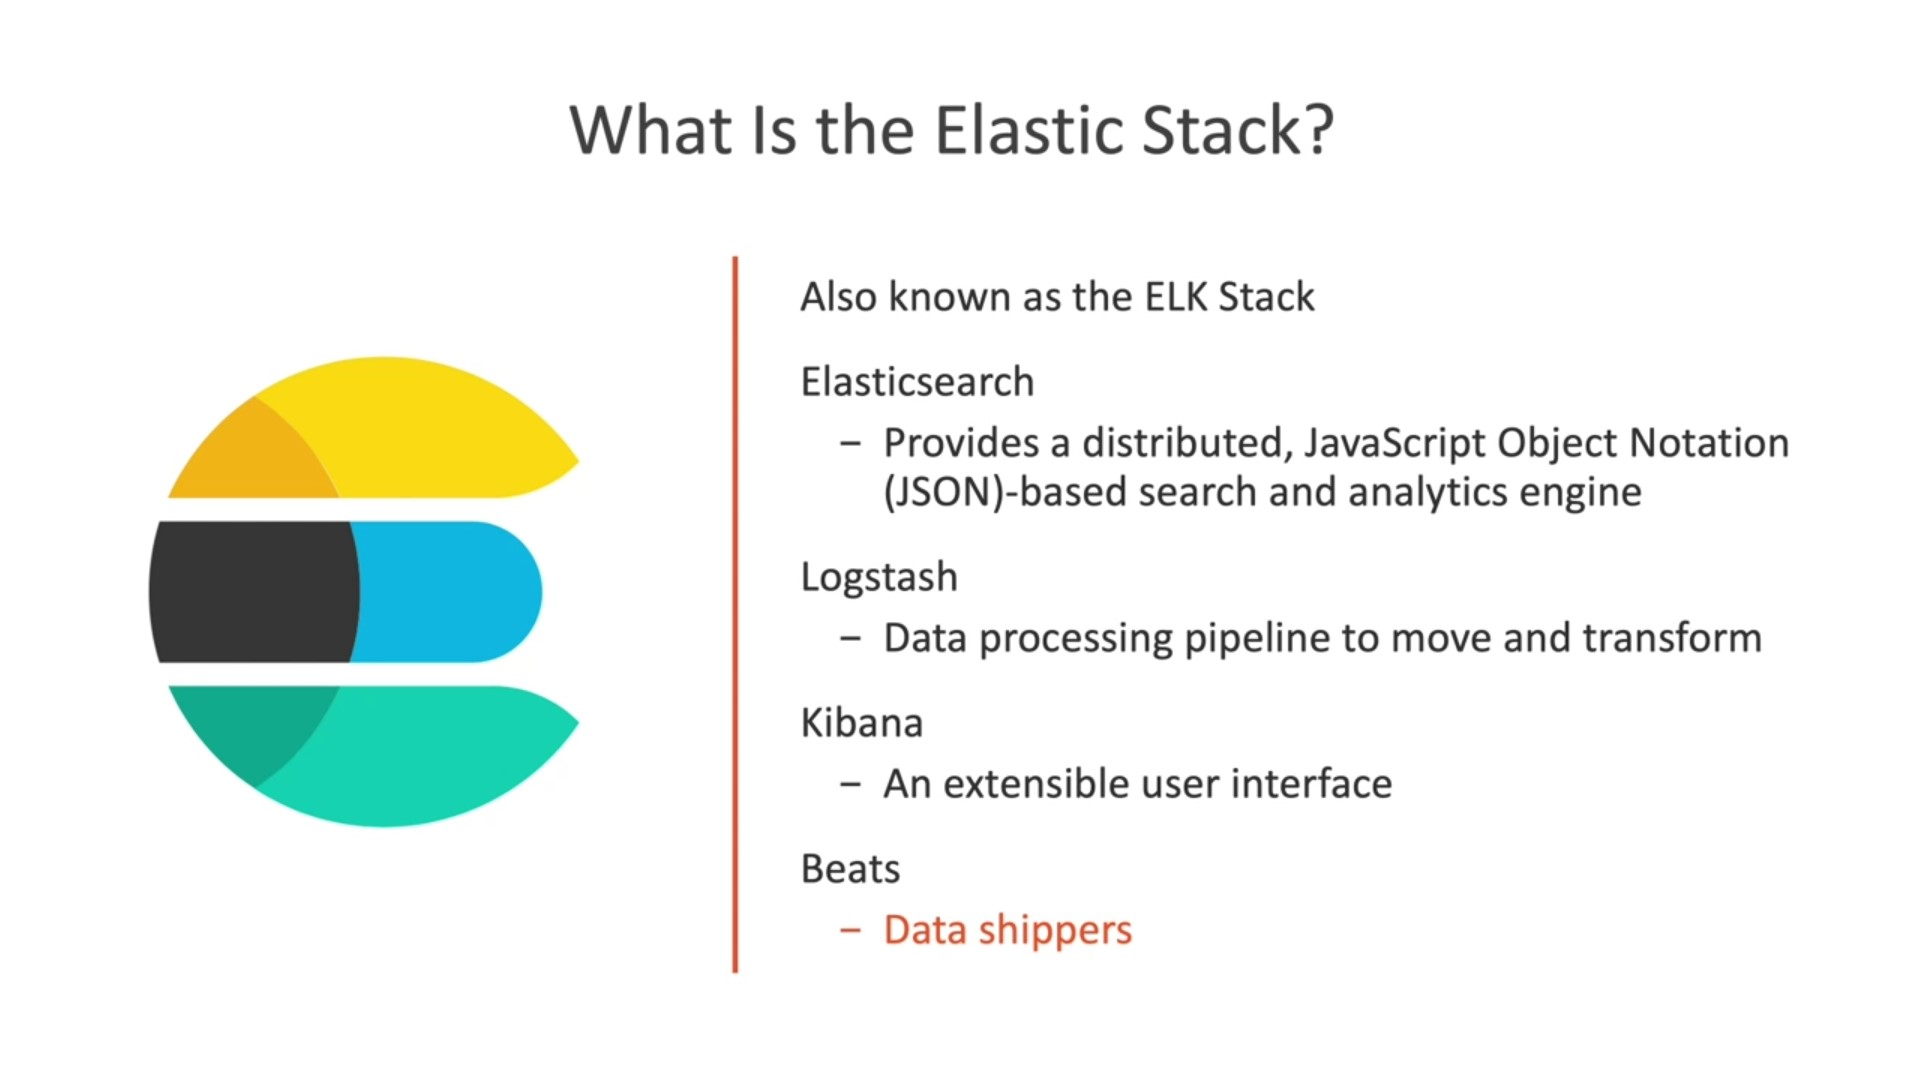 What Is the Elastic Stack?
Also known as the ELK Stack
Elasticsearch
– Provides a distributed, JavaScript Object Notation
(JSON)-based search and analytics engine
Logstash
– Data processing pipeline to move and transform
Kibana
– An extensible user interface
Beats
– Data shippers